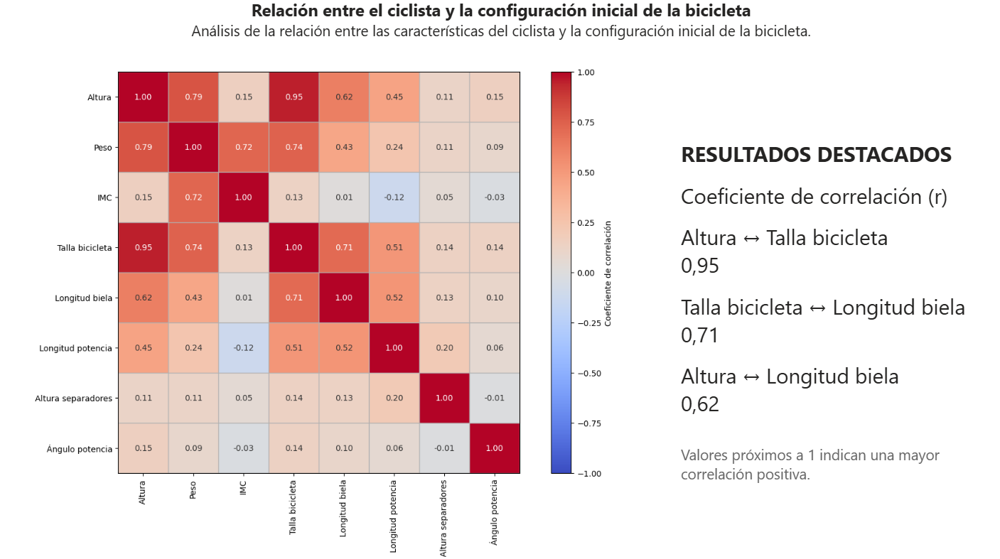 Relación entre el ciclista y la configuración inicial de la bicicleta
Análisis de la relación entre las características del ciclista y la configuración inicial de la bicicleta.
Altura 1.00 0.79 0.15 0.95 0.62 0.45 0.11 0.15
Peso 0.79 1.00 0.72 0.74 0.43 0.24 0.11 0.09
IMC 0.15 0.72 1.00 0.13 0.01 -0.12 0.05 -0.03
Talla bicicleta 0.95 0.74 0.13 1.00 0.71 0.51 0.14 0.14
Longitud biela 0.62 0.43 0.01 0.71 1.00 0.52 0.13 0.10
Longitud potencia 0.45 0.24 -0.12 0.51 0.52 1.00 0.20 0.06
Altura separadores 0.11 0.11 0.05 0.14 0.13 0.20 1.00 -0.01
Ángulo potencia 0.15 0.09 -0.03 0.14 0.10 0.06 -0.01 1.00
Altura
Peso
IMC
Talla bicicleta
Longitud biela
Longitud potencia
Altura separadores
Ángulo potencia
1.00
0.75
0.50
0.25
0.00
−0.25
−0.50
−0.75
−1.00
Coeficiente de correlación
RESULTADOS DESTACADOS
Coeficiente de correlación (r)
Altura ↔ Talla bicicleta
0,95
Talla bicicleta ↔ Longitud biela
0,71
Altura ↔ Longitud biela
0,62
Valores próximos a 1 indican una mayor
correlación positiva.